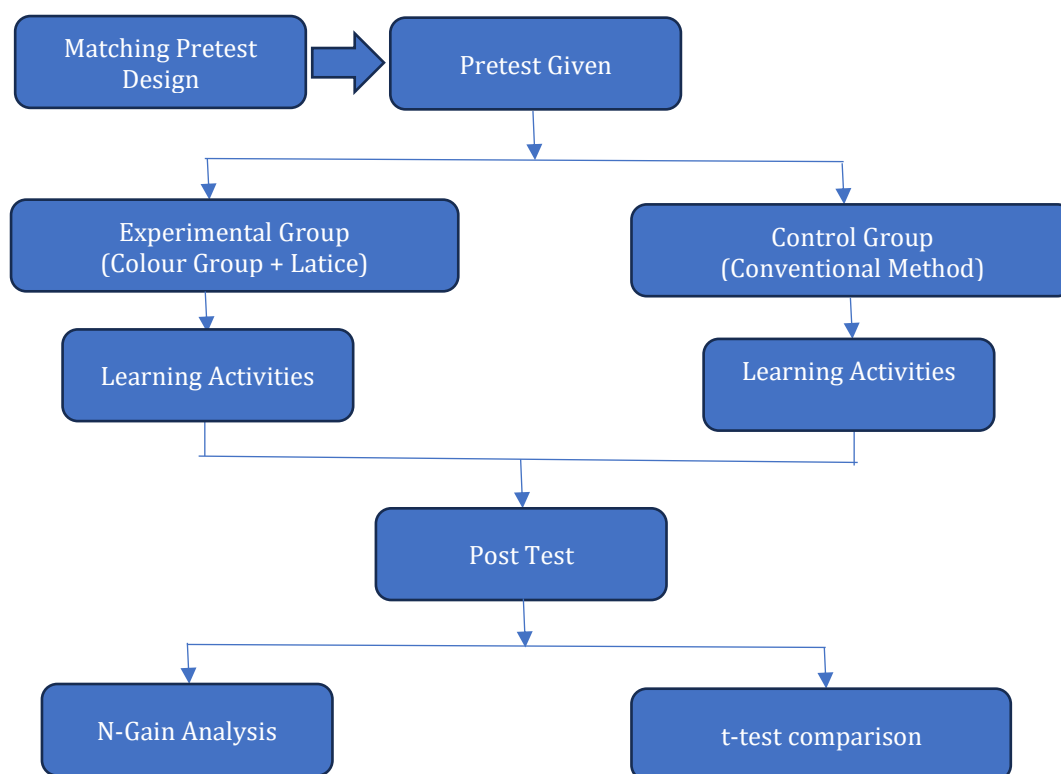 Matching Pretest
Design
Pretest Given
Experimental Group
(Colour Group + Latice)
Control Group
(Conventional Method)
Learning Activities
Learning Activities
Post Test
N-Gain Analysis
t-test comparison